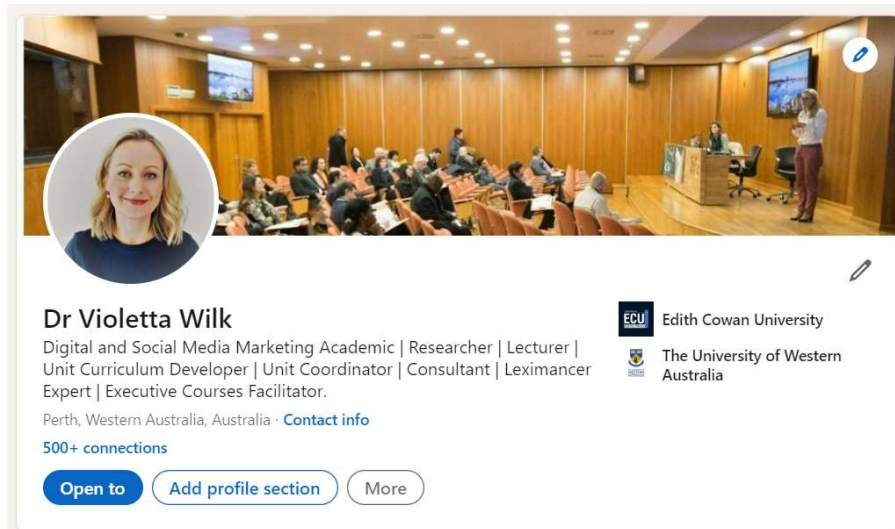 Dr Violetta Wilk
Digital and Social Media Marketing Academic | Researcher | Lecturer |
Unit Curriculum Developer | Unit Coordinator | Consultant | Leximancer
Expert | Executive Courses Facilitator.
Perth, Western Australia, Australia · Contact info
500+ connections
Open to
Add profile section
More
ECU
Edith Cowan University
The University of Western
Australia